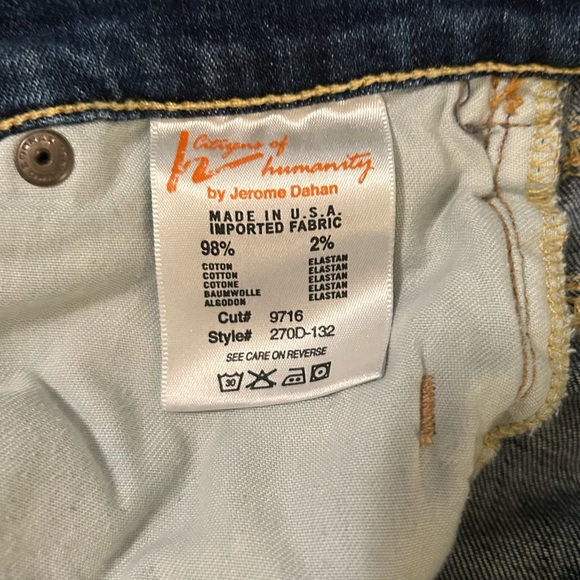 Citizens of
humanity
by Jerome Dahan
MADE IN U.S.A.
IMPORTED FABRIC
98% 2%
COTON ELASTAN
COTTON ELASTAN
COTONE ELASTAN
BAUMWOLLE ELASTAN
ALGODON ELASTAN
Cut# 9716
Style# 270D-132
SEE CARE ON REVERSE
30